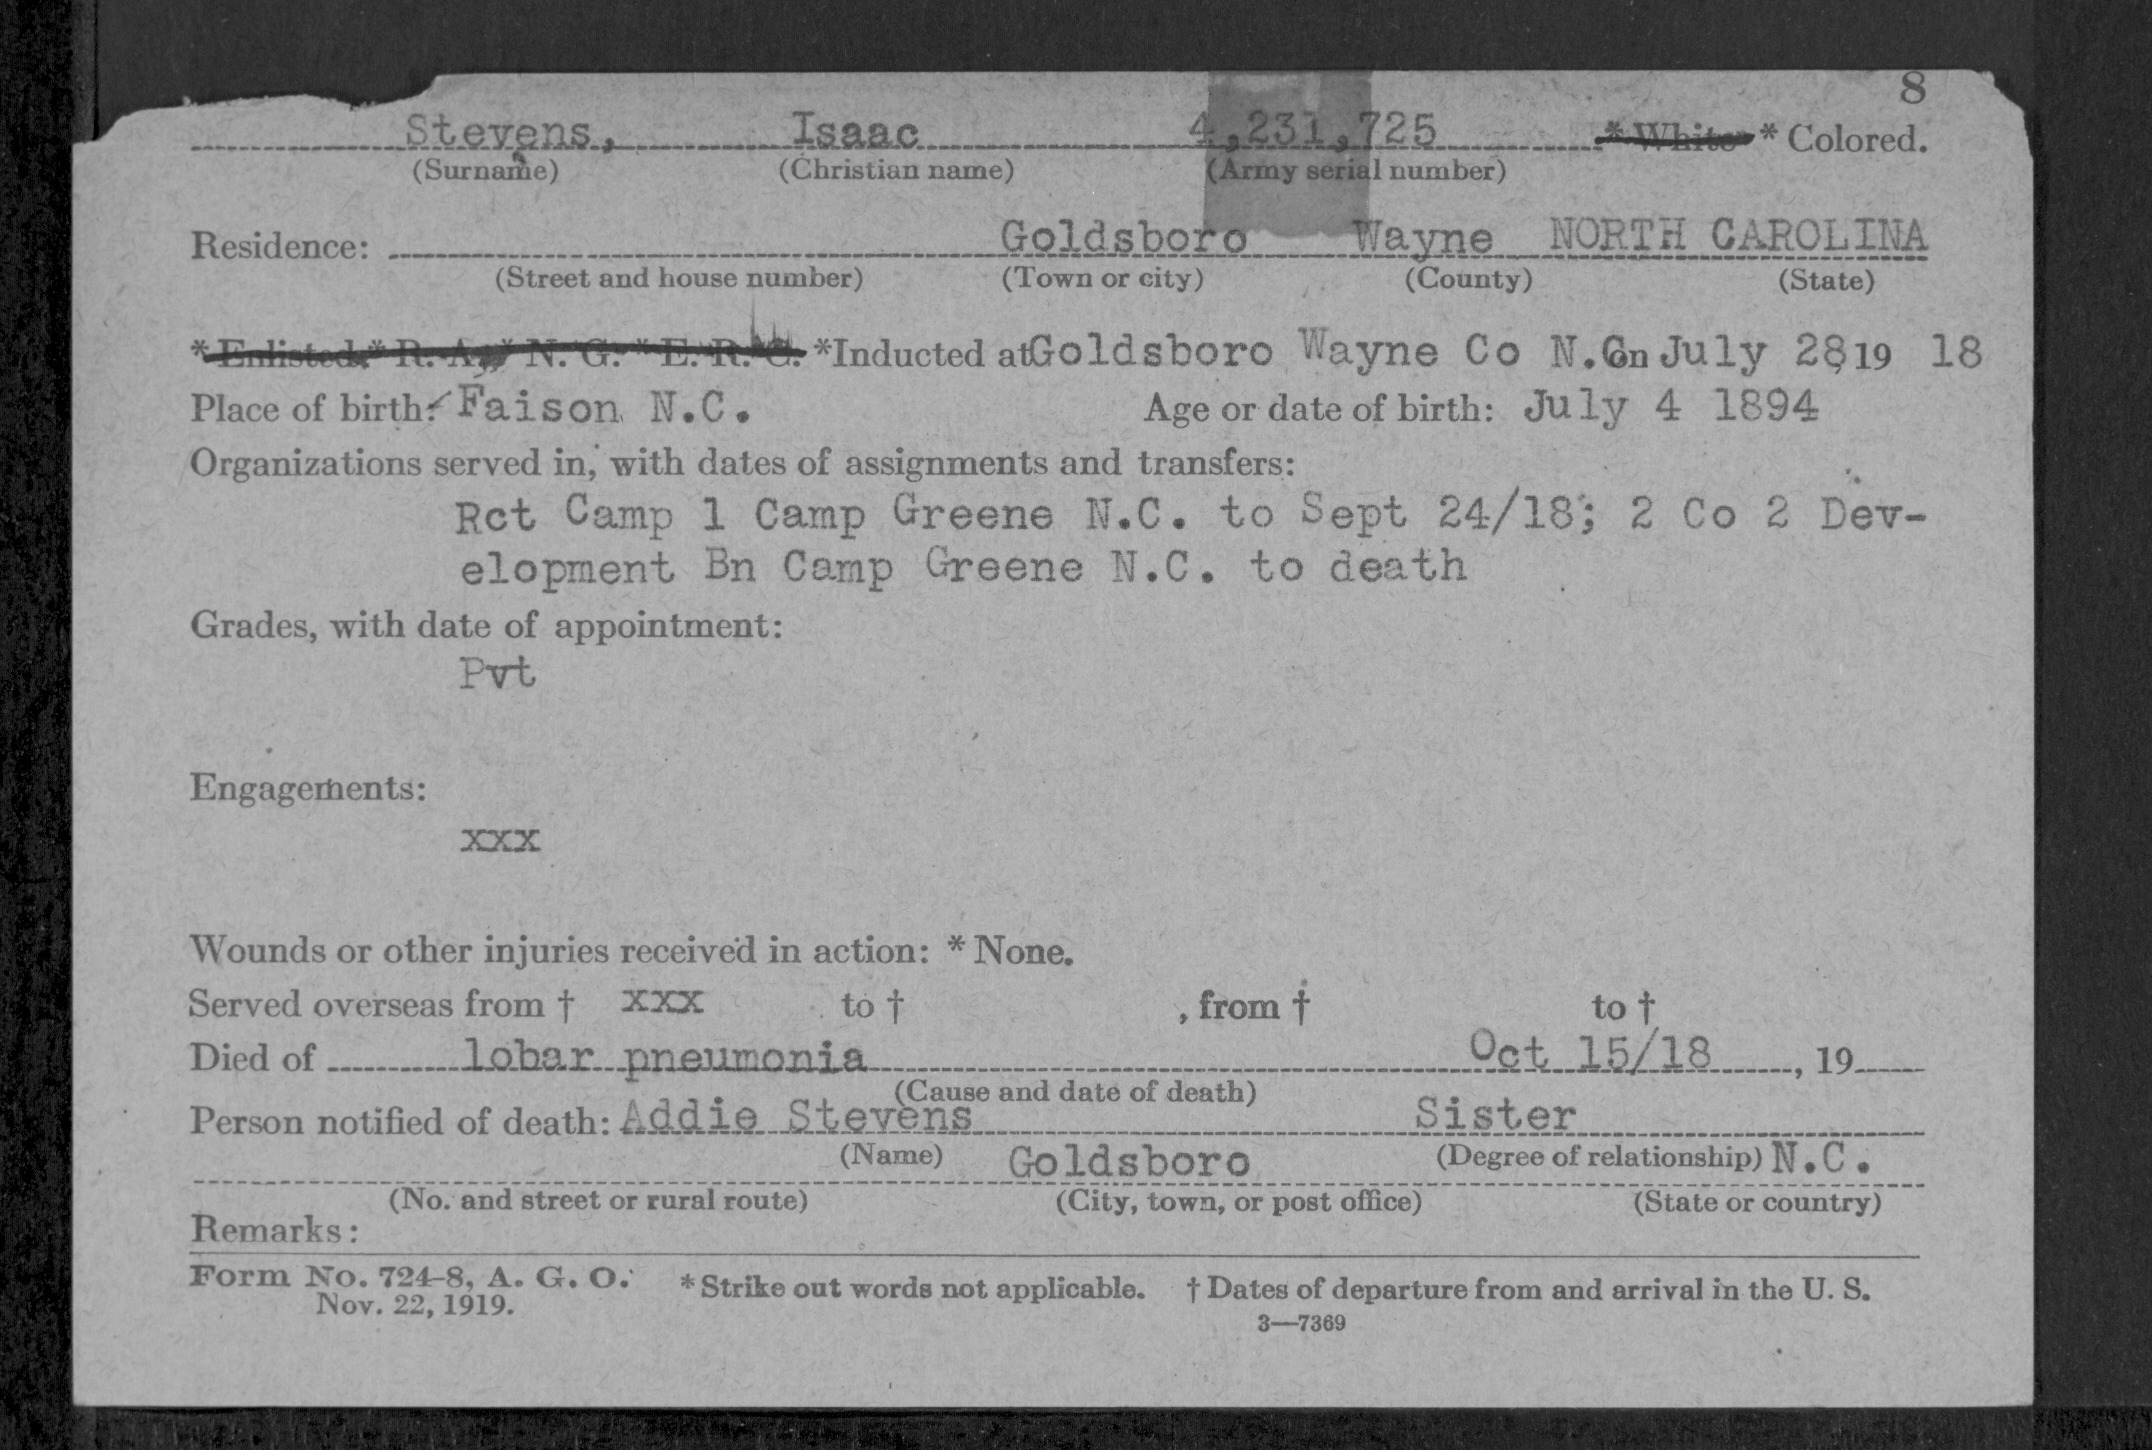 8
Stevens, Isaac 4,231,725 * White * Colored.
(Surname) (Christian name) (Army serial number)
Residence: Goldsboro Wayne NORTH CAROLINA
(Street and house number) (Town or city) (County) (State)
* Enlisted * R. A. * N. G. * E. R. C. *Inducted at Goldsboro Wayne Co N.C. on July 28, 19 18
Place of birth: Faison N.C. Age or date of birth: July 4 1894
Organizations served in, with dates of assignments and transfers:
Rct Camp 1 Camp Greene N.C. to Sept 24/18; 2 Co 2 Dev-
elopment Bn Camp Greene N.C. to death
Grades, with date of appointment:
Pvt
Engagements:
xxx
Wounds or other injuries received in action: * None.
Served overseas from † xxx to † , from † to †
Died of lobar pneumonia Oct 15/18, 19
(Cause and date of death)
Person notified of death: Addie Stevens Sister
(Name) (Degree of relationship)
Goldsboro N.C.
(No. and street or rural route) (City, town, or post office) (State or country)
Remarks:
Form No. 724-8, A. G. O. *Strike out words not applicable. † Dates of departure from and arrival in the U. S.
Nov. 22, 1919. 3—7369